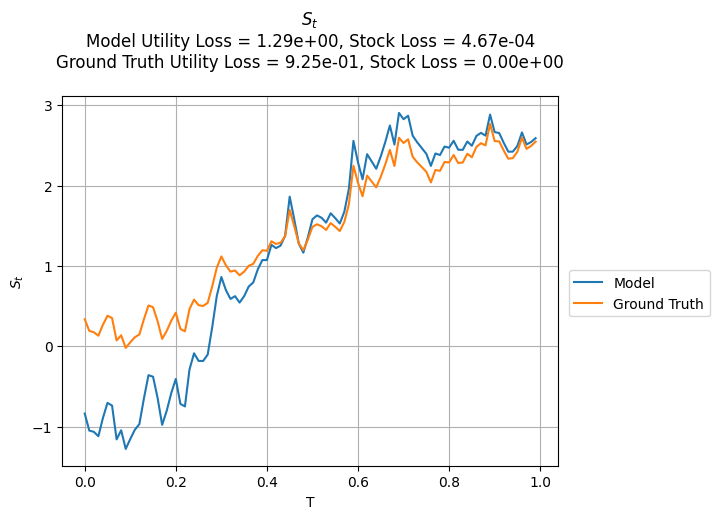 S_t
Model Utility Loss = 1.29e+00, Stock Loss = 4.67e-04
Ground Truth Utility Loss = 9.25e-01, Stock Loss = 0.00e+00
3
2
1
0
−1
S_t
0.0 0.2 0.4 0.6 0.8 1.0
T
Model
Ground Truth